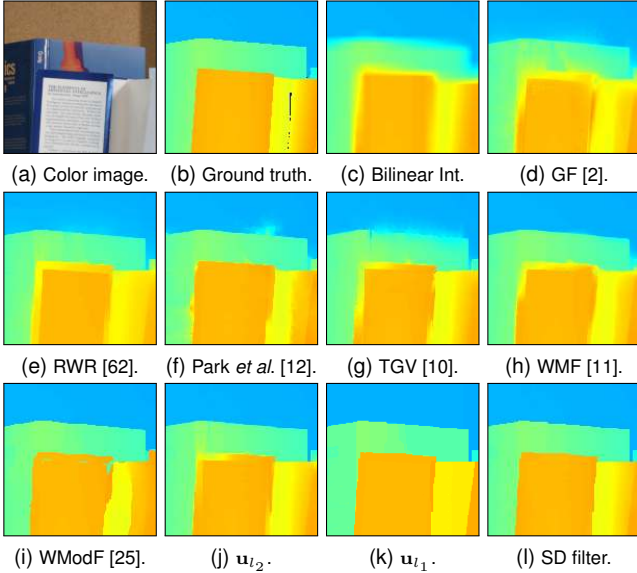 (a) Color image.
(b) Ground truth.
(c) Bilinear Int.
(d) GF [2].
(e) RWR [62].
(f) Park et al. [12].
(g) TGV [10].
(h) WMF [11].
(i) WModF [25].
(j) u_{l_2}.
(k) u_{l_1}.
(l) SD filter.